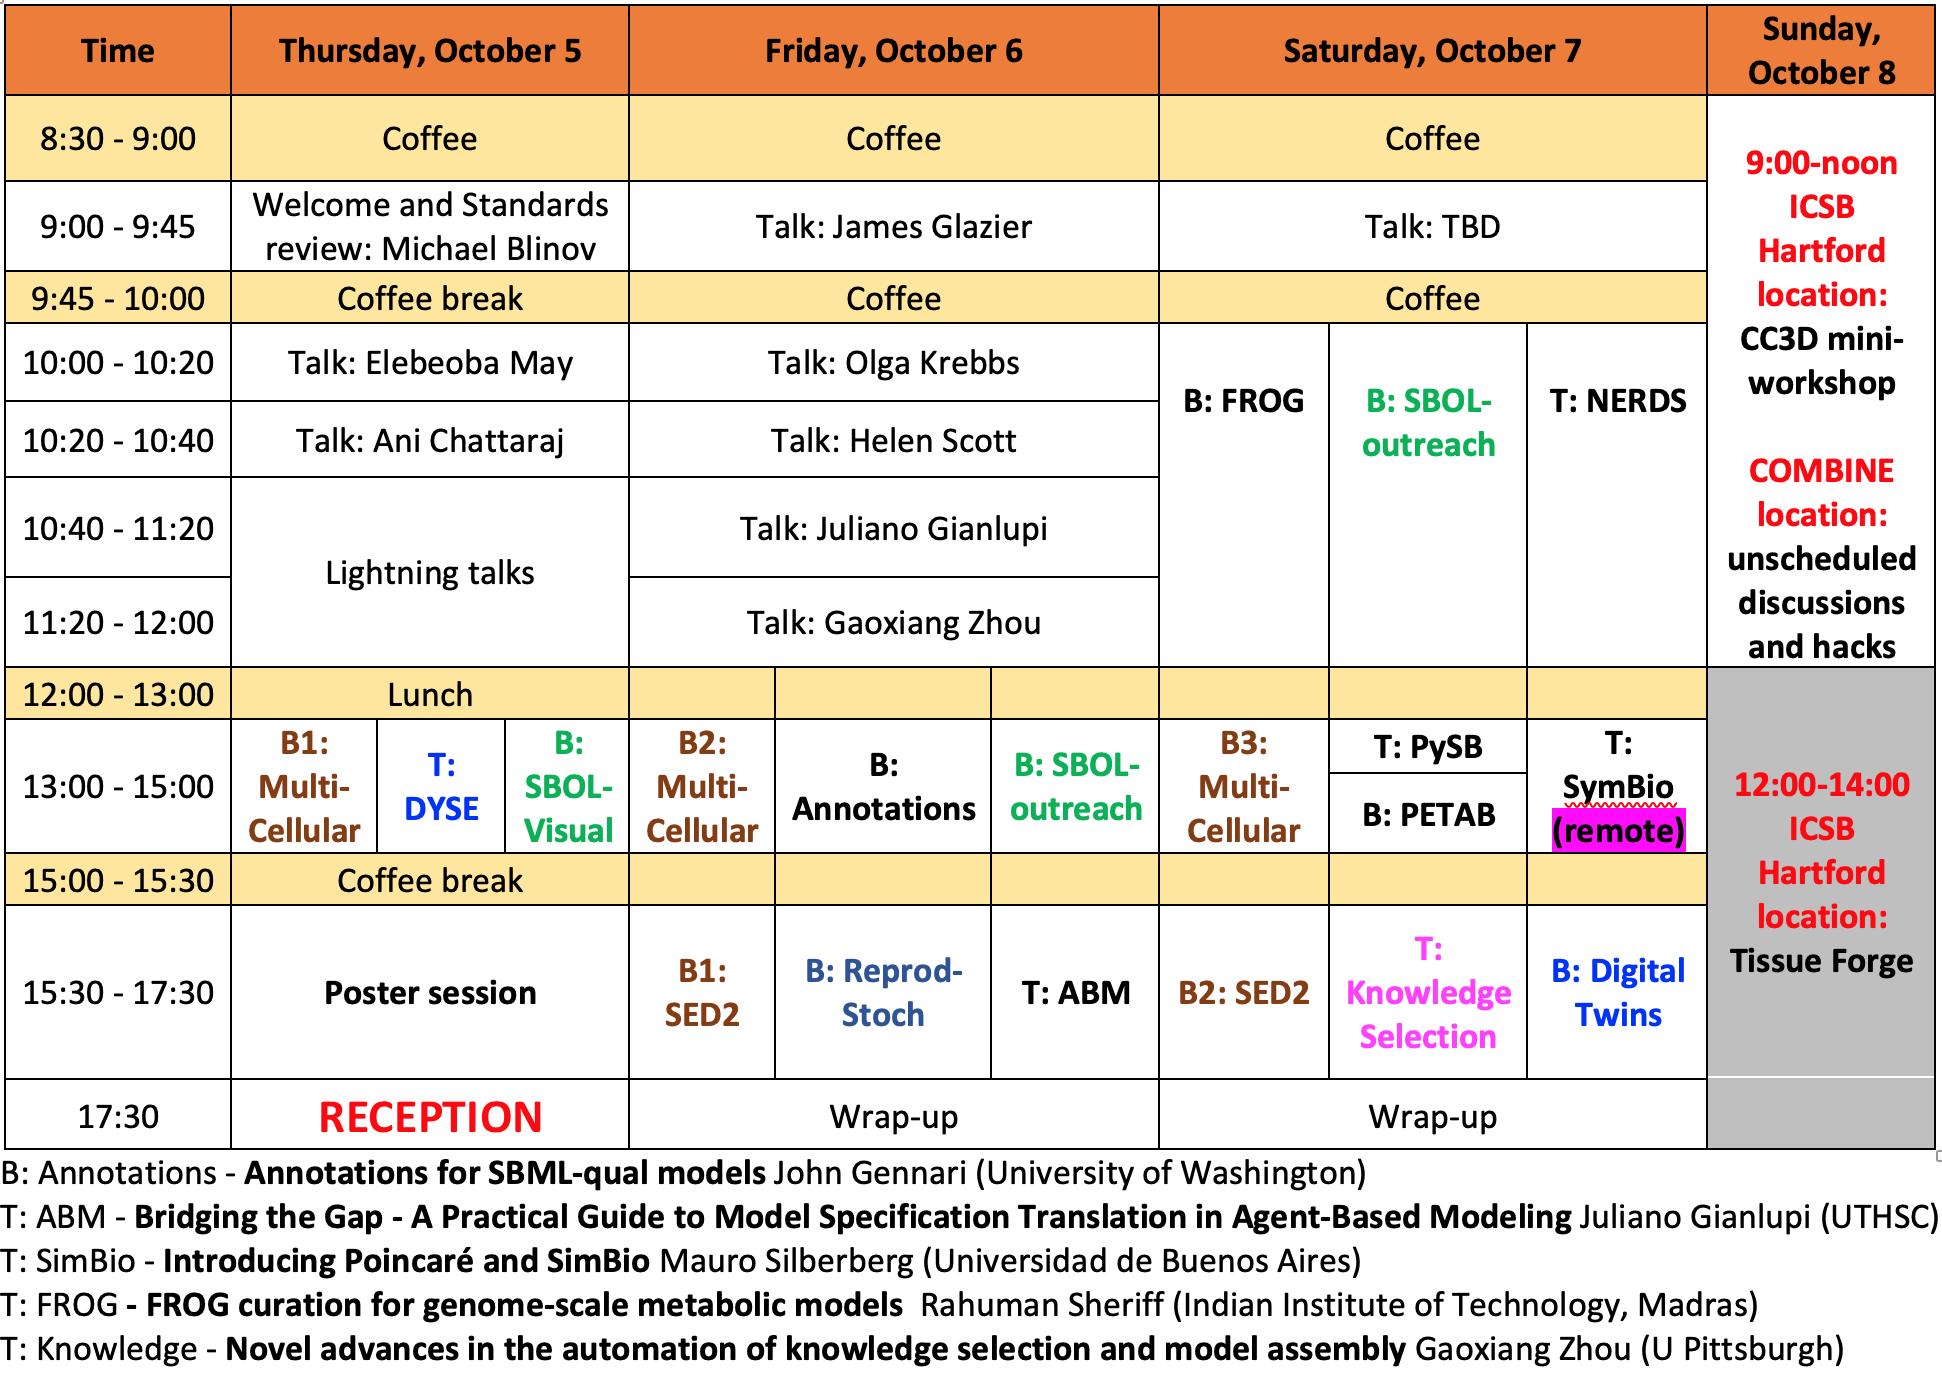 Time
Thursday, October 5
Friday, October 6
Saturday, October 7
Sunday,
October 8
8:30 - 9:00
Coffee
Coffee
Coffee
9:00 - 9:45
Welcome and Standards
review: Michael Blinov
Talk: James Glazier
Talk: TBD
9:45 - 10:00
Coffee break
Coffee
Coffee
10:00 - 10:20
Talk: Elebeoba May
Talk: Olga Krebbs
B: FROG
B: SBOL-
outreach
T: NERDS
10:20 - 10:40
Talk: Ani Chattaraj
Talk: Helen Scott
10:40 - 11:20
Lightning talks
Talk: Juliano Gianlupi
11:20 - 12:00
Talk: Gaoxiang Zhou
9:00-noon
ICSB
Hartford
location:
CC3D mini-
workshop
COMBINE
location:
unscheduled
discussions
and hacks
12:00 - 13:00
Lunch
13:00 - 15:00
B1:
Multi-
Cellular
T:
DYSE
B:
SBOL-
Visual
B2:
Multi-
Cellular
B:
Annotations
B: SBOL-
outreach
B3:
Multi-
Cellular
T: PySB
B: PETAB
T:
SymBio
(remote)
12:00-14:00
ICSB
Hartford
location:
Tissue Forge
15:00 - 15:30
Coffee break
15:30 - 17:30
Poster session
B1:
SED2
B: Reprod-
Stoch
T: ABM
B2: SED2
T:
Knowledge
Selection
B: Digital
Twins
17:30
RECEPTION
Wrap-up
Wrap-up
B: Annotations - Annotations for SBML-qual models John Gennari (University of Washington)
T: ABM - Bridging the Gap - A Practical Guide to Model Specification Translation in Agent-Based Modeling Juliano Gianlupi (UTHSC)
T: SimBio - Introducing Poincaré and SimBio Mauro Silberberg (Universidad de Buenos Aires)
T: FROG - FROG curation for genome-scale metabolic models Rahuman Sheriff (Indian Institute of Technology, Madras)
T: Knowledge - Novel advances in the automation of knowledge selection and model assembly Gaoxiang Zhou (U Pittsburgh)